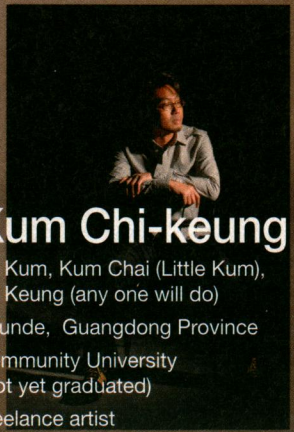 Kum Chi-keung
Kum, Kum Chai (Little Kum),
Keung (any one will do)
unde, Guangdong Province
mmunity University
ot yet graduated)
eelance artist